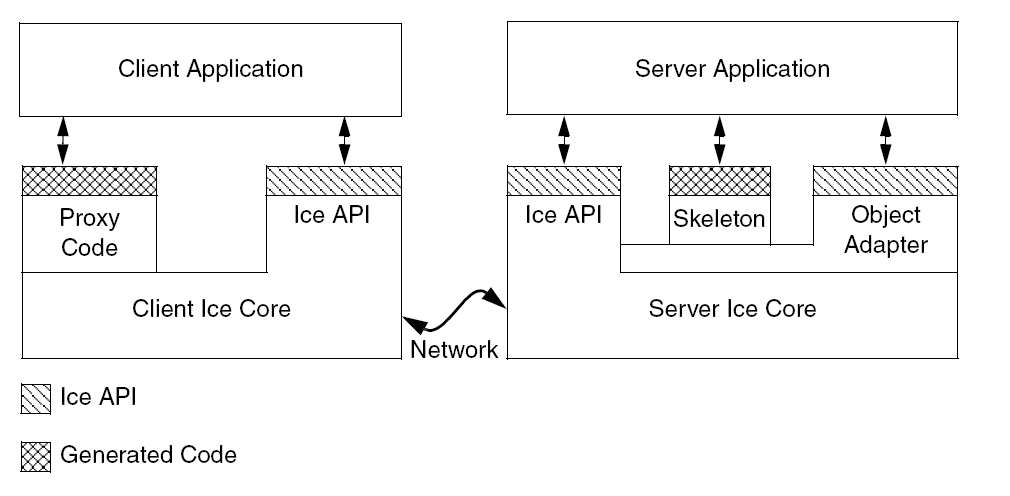 Client Application
Server Application
Proxy
Code
Ice API
Ice API
Skeleton
Object
Adapter
Client Ice Core
Server Ice Core
Network
Ice API
Generated Code